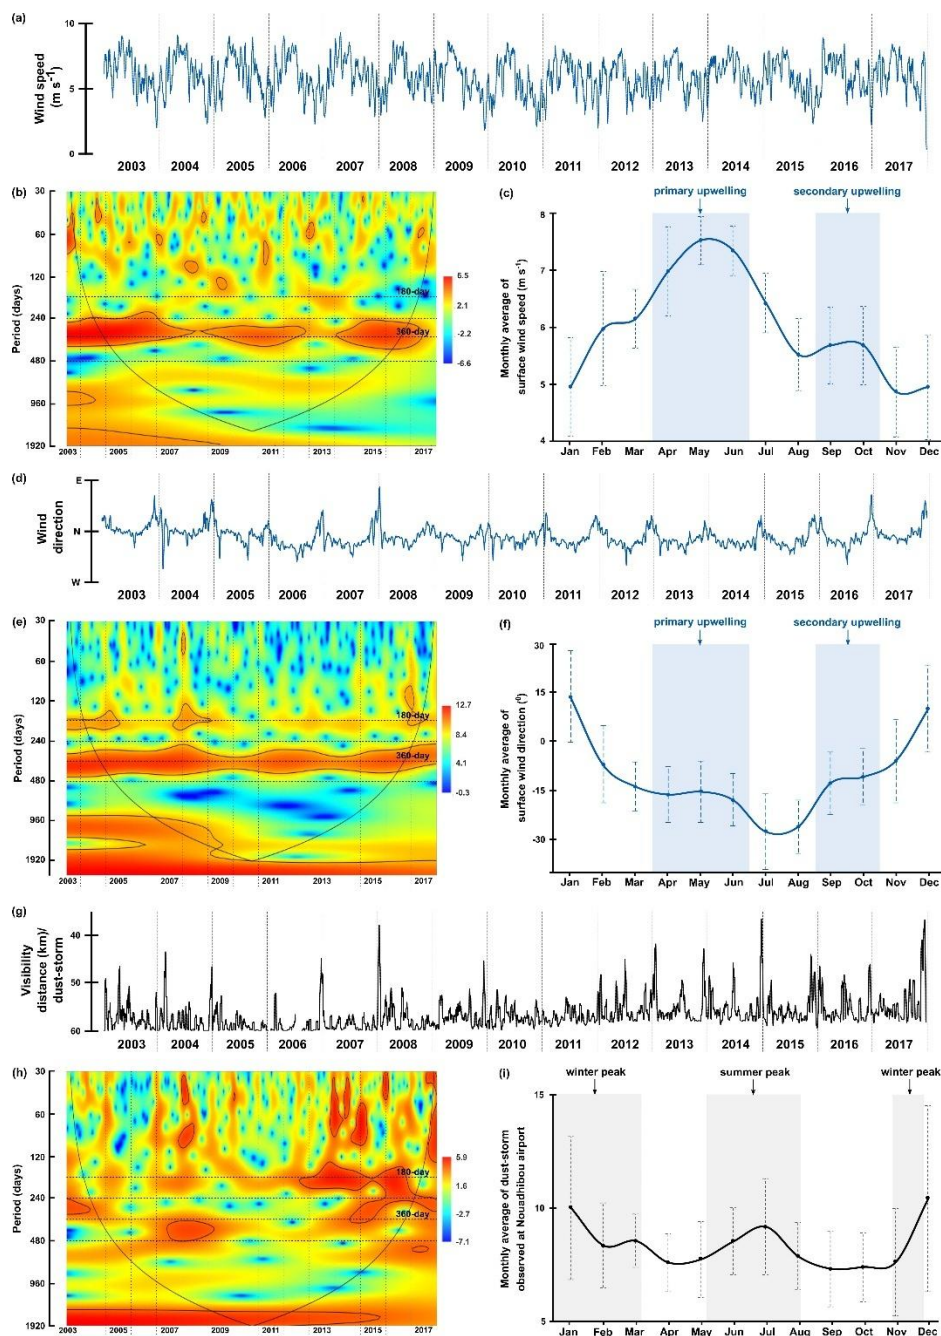 (a)
Wind speed
(m s⁻¹)
10
5
0
2003 2004 2005 2006 2007 2008 2009 2010 2011 2012 2013 2014 2015 2016 2017
(b)
Period (days)
30
60
120
240
480
960
1920
180-day
360-day
2003 2005 2007 2009 2011 2013 2015 2017
6.5
2.1
-2.2
-6.6
(c)
primary upwelling
secondary upwelling
Monthly average of
surface wind speed (m s⁻¹)
8
7
6
5
4
Jan Feb Mar Apr May Jun Jul Aug Sep Oct Nov Dec
(d)
Wind
direction
E
N
W
2003 2004 2005 2006 2007 2008 2009 2010 2011 2012 2013 2014 2015 2016 2017
(e)
Period (days)
30
60
120
240
480
960
1920
180-day
360-day
2003 2005 2007 2009 2011 2013 2015 2017
12.7
8.4
4.1
-0.3
(f)
primary upwelling
secondary upwelling
Monthly average of
surface wind direction (⁰)
30
15
0
-15
-30
Jan Feb Mar Apr May Jun Jul Aug Sep Oct Nov Dec
(g)
Visibility
distance (km)/
dust-storm
40
50
60
2003 2004 2005 2006 2007 2008 2009 2010 2011 2012 2013 2014 2015 2016 2017
(h)
Period (days)
30
60
120
240
480
960
1920
180-day
360-day
2003 2005 2007 2009 2011 2013 2015 2017
5.9
1.6
-2.7
-7.1
(i)
winter peak
summer peak
winter peak
Monthly average of dust-storm
observed at Nouadhibou airport
15
10
5
Jan Feb Mar Apr May Jun Jul Aug Sep Oct Nov Dec